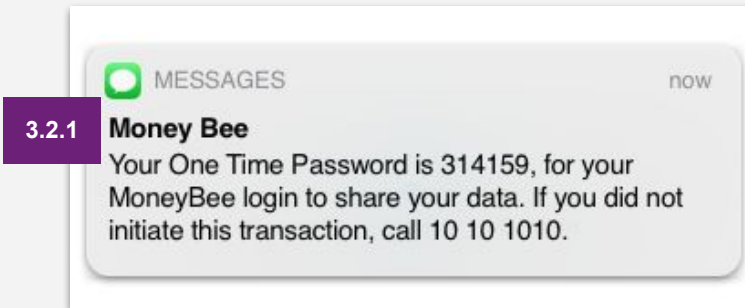 MESSAGES now
3.2.1
Money Bee
Your One Time Password is 314159, for your
MoneyBee login to share your data. If you did not
initiate this transaction, call 10 10 1010.